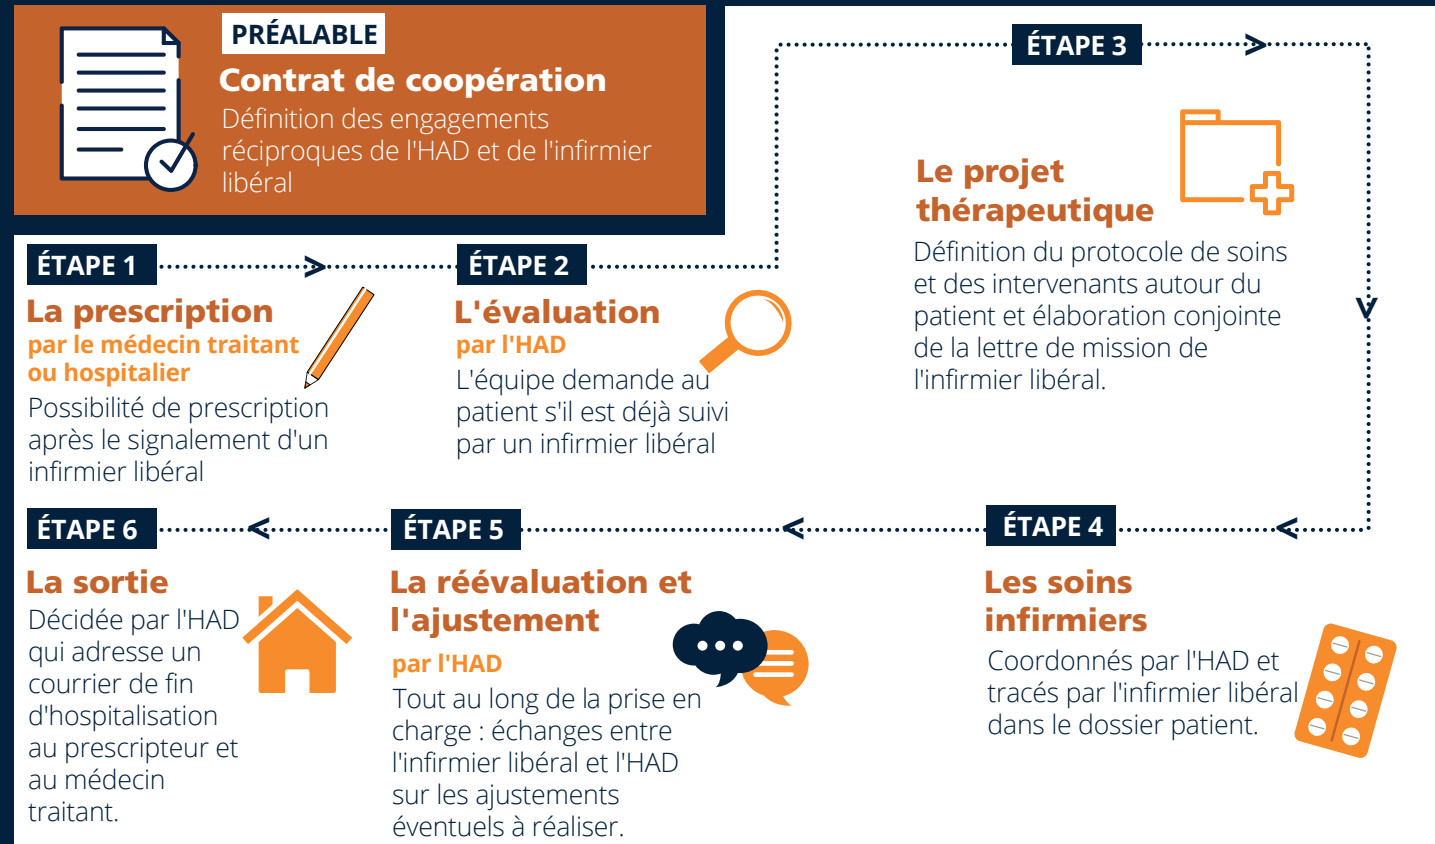 PRÉALABLE
Contrat de coopération
Définition des engagements
réciproques de l'HAD et de l'infirmier
libéral
ÉTAPE 1
La prescription
par le médecin traitant
ou hospitalier
Possibilité de prescription
après le signalement d'un
infirmier libéral
ÉTAPE 2
L'évaluation
par l'HAD
L'équipe demande au
patient s'il est déjà suivi
par un infirmier libéral
ÉTAPE 3
Le projet
thérapeutique
Définition du protocole de soins
et des intervenants autour du
patient et élaboration conjointe
de la lettre de mission de
l'infirmier libéral.
ÉTAPE 4
Les soins
infirmiers
Coordonnés par l'HAD et
tracés par l'infirmier libéral
dans le dossier patient.
ÉTAPE 5
La réévaluation et
l'ajustement
par l'HAD
Tout au long de la prise en
charge : échanges entre
l'infirmier libéral et l'HAD
sur les ajustements
éventuels à réaliser.
ÉTAPE 6
La sortie
Décidée par l'HAD
qui adresse un
courrier de fin
d'hospitalisation
au prescripteur et
au médecin
traitant.